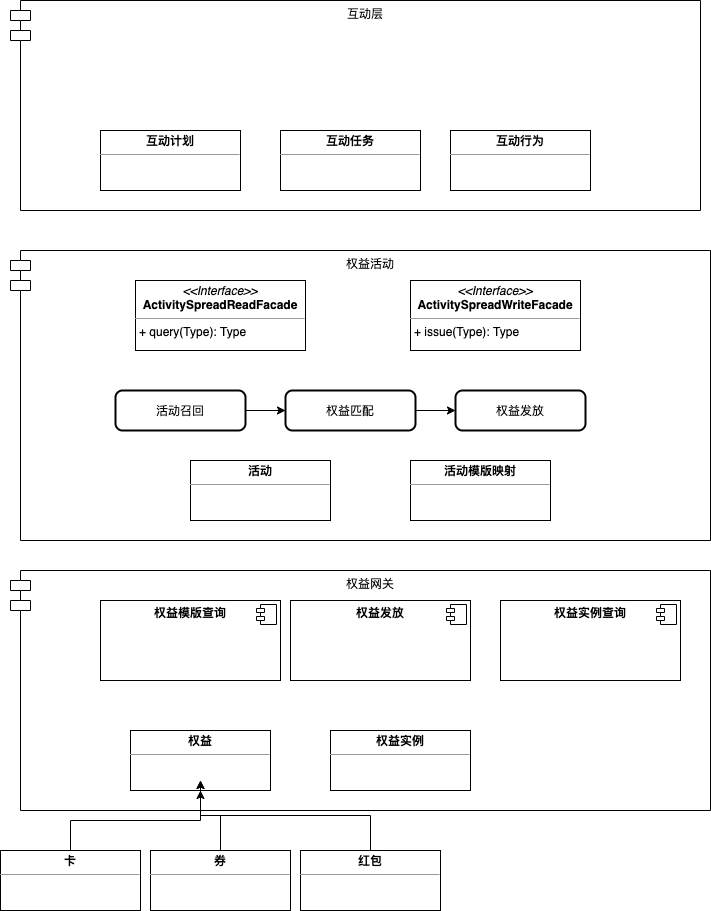 互动层
互动计划
互动任务
互动行为
权益活动
<<Interface>>
ActivitySpreadReadFacade
+ query(Type): Type
<<Interface>>
ActivitySpreadWriteFacade
+ issue(Type): Type
活动召回
权益匹配
权益发放
活动
活动模版映射
权益网关
权益模版查询
权益发放
权益实例查询
权益
权益实例
卡
券
红包